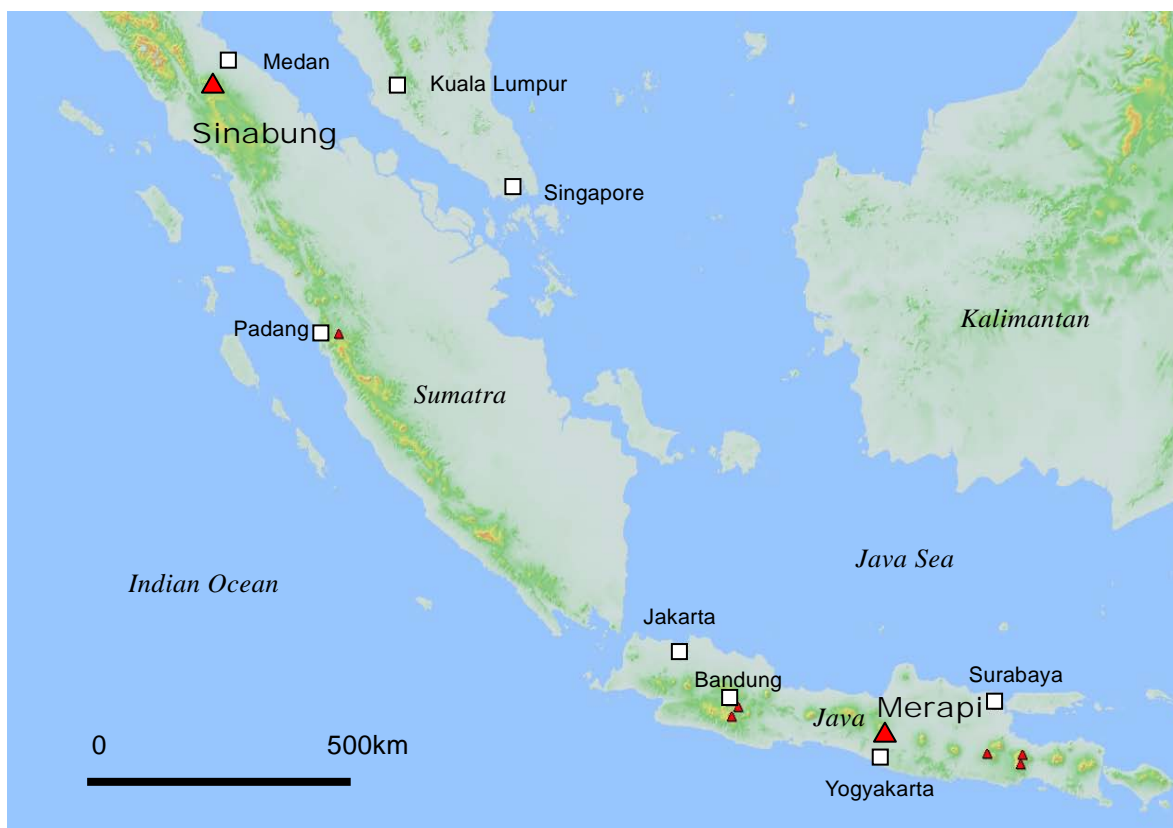 Medan
Kuala Lumpur
Sinabung
Singapore
Kalimantan
Padang
Sumatra
Java Sea
Indian Ocean
Jakarta
Bandung
Surabaya
Java
Merapi
0 500km
Yogyakarta